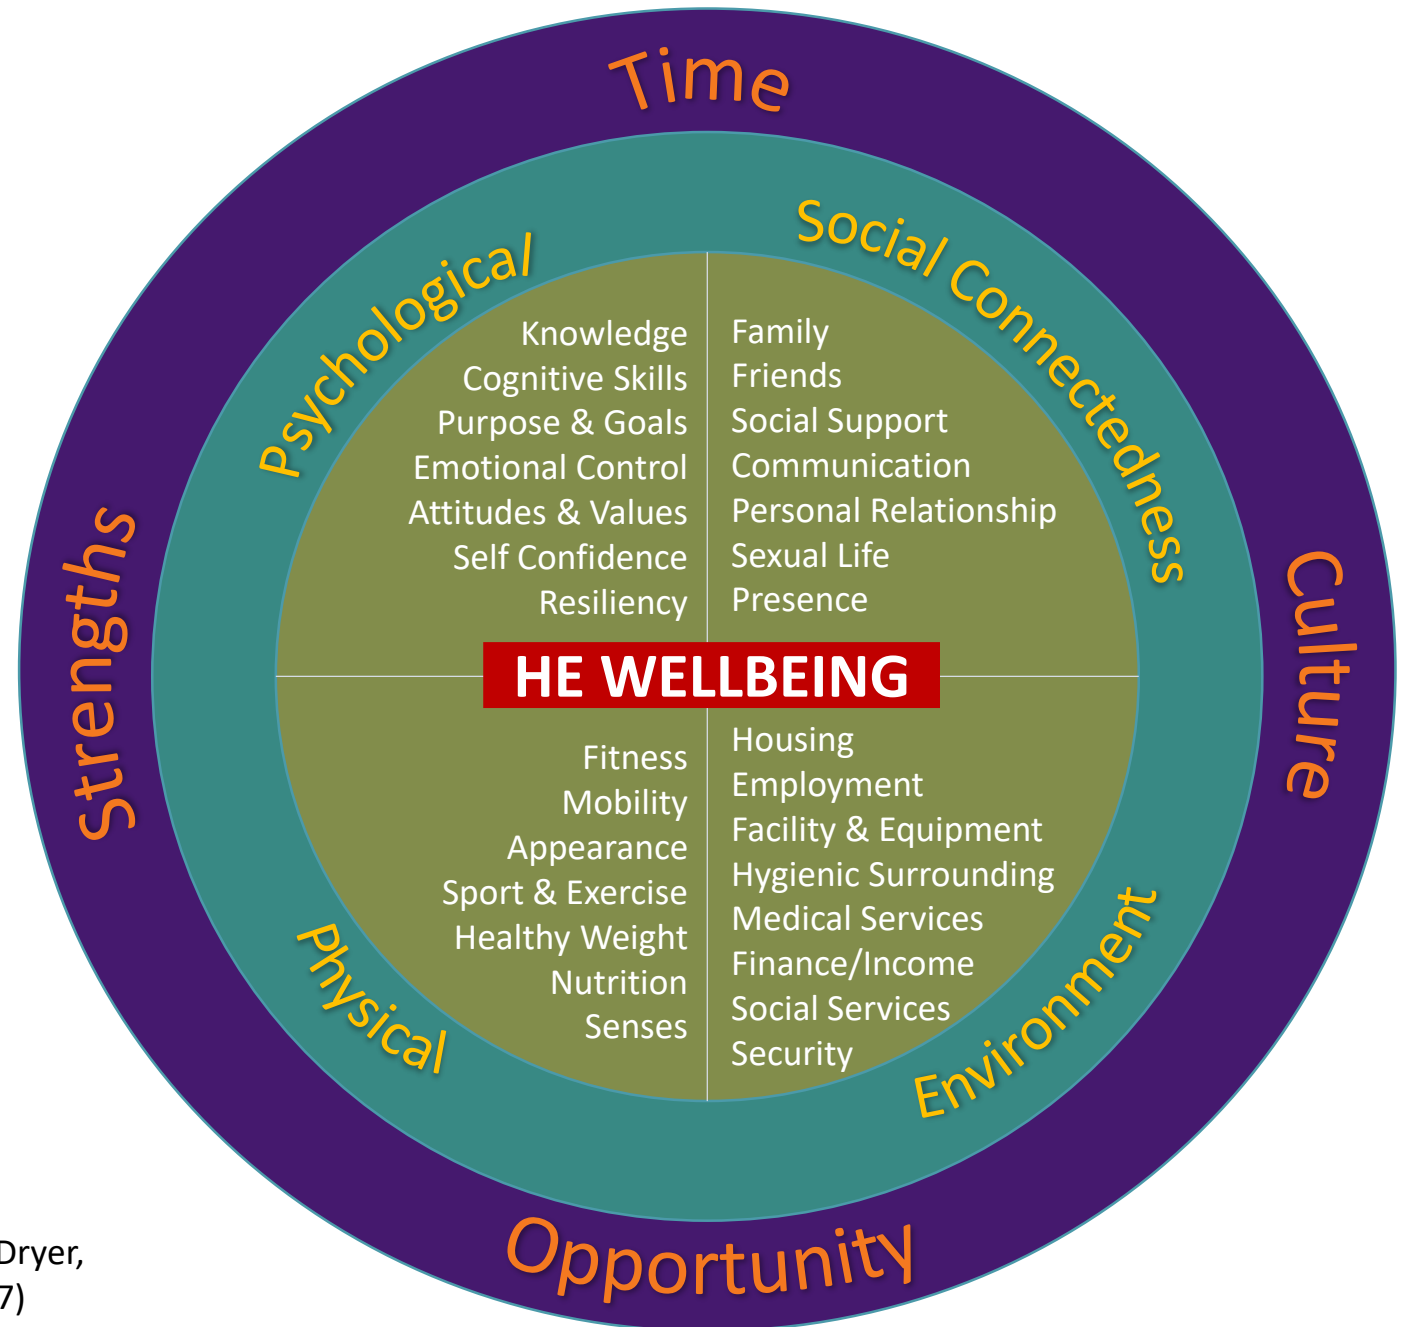 Time
Psychological
Social Connectedness
Knowledge
Cognitive Skills
Purpose & Goals
Emotional Control
Attitudes & Values
Self Confidence
Resiliency
Family
Friends
Social Support
Communication
Personal Relationship
Sexual Life
Presence
Strengths
HE WELLBEING
Culture
Fitness
Mobility
Appearance
Sport & Exercise
Healthy Weight
Nutrition
Senses
Housing
Employment
Facility & Equipment
Hygienic Surrounding
Medical Services
Finance/Income
Social Services
Security
Physical
Environment
Opportunity
Dryer,
7)